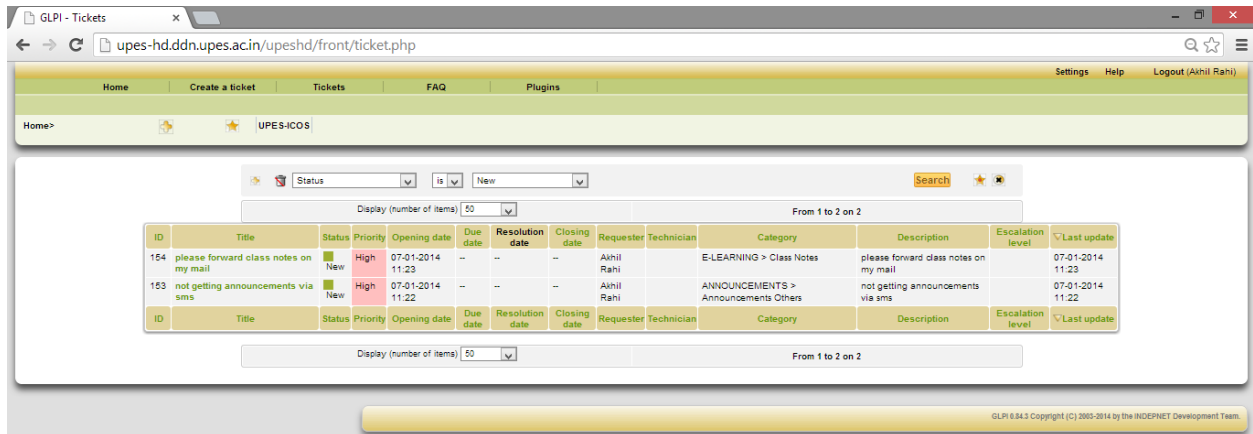 GLPI - Tickets
upes-hd.ddn.upes.ac.in/upeshd/front/ticket.php
Settings Help Logout (Akhil Rahi)
Home Create a ticket Tickets FAQ Plugins
Home> UPES-ICOS
Status is New Search
Display (number of items) 50 From 1 to 2 on 2
ID Title Status Priority Opening date Due date Resolution date Closing date Requester Technician Category Description Escalation level Last update
154 please forward class notes on my mail New High 07-01-2014 11:23 -- -- -- Akhil Rahi E-LEARNING > Class Notes please forward class notes on my mail 07-01-2014 11:23
153 not getting announcements via sms New High 07-01-2014 11:22 -- -- -- Akhil Rahi ANNOUNCEMENTS > Announcements Others not getting announcements via sms 07-01-2014 11:22
ID Title Status Priority Opening date Due date Resolution date Closing date Requester Technician Category Description Escalation level Last update
Display (number of items) 50 From 1 to 2 on 2
GLPI 0.84.3 Copyright (C) 2003-2014 by the INDEPNET Development Team.